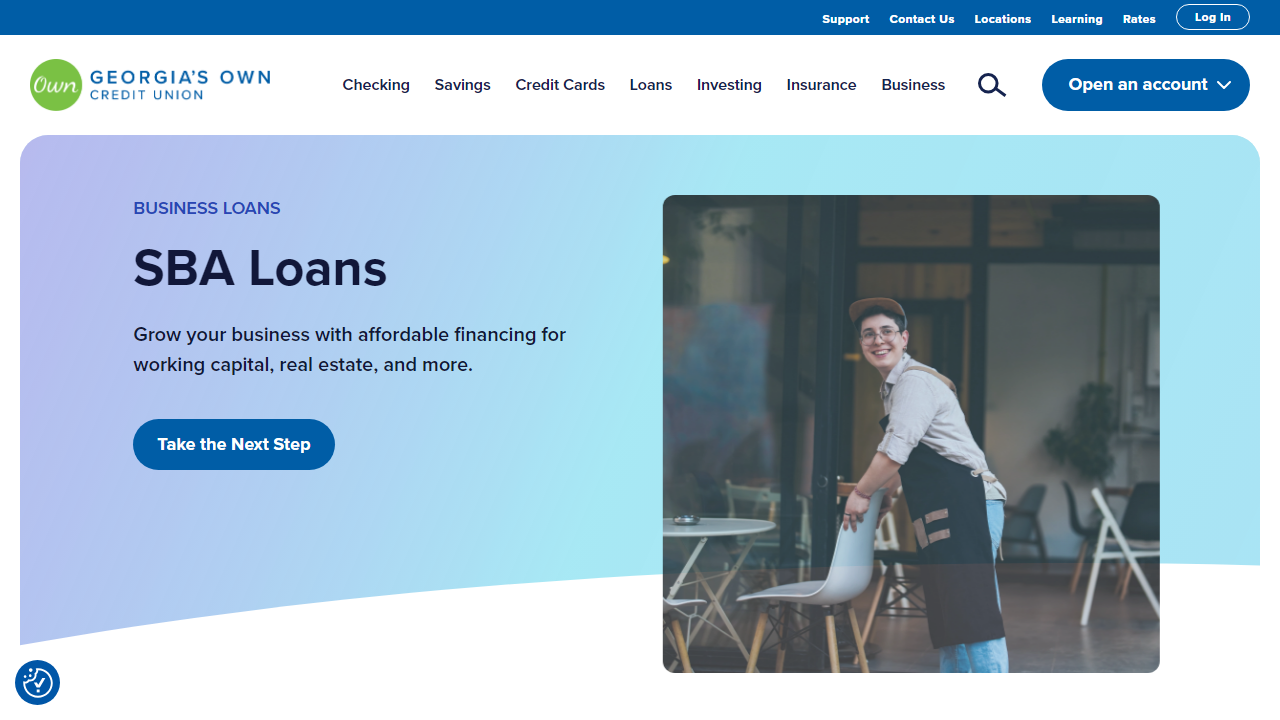 Support Contact Us Locations Learning Rates Log In
Own GEORGIA'S OWN
CREDIT UNION
Checking Savings Credit Cards Loans Investing Insurance Business Open an account
BUSINESS LOANS
SBA Loans
Grow your business with affordable financing for
working capital, real estate, and more.
Take the Next Step